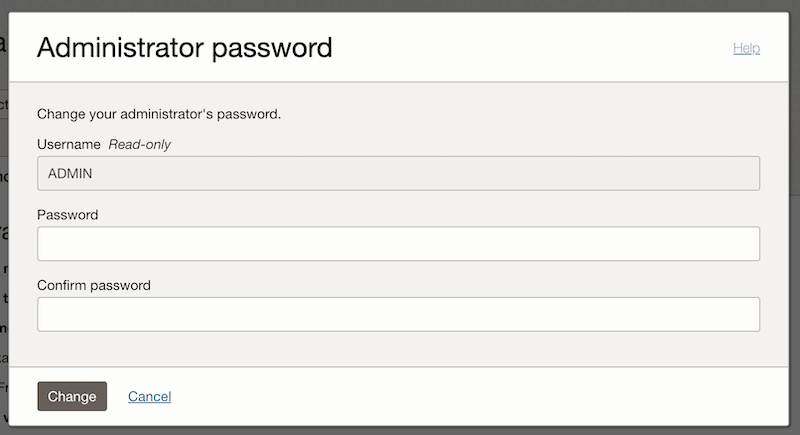 Administrator password
Help
Change your administrator's password.
Username Read-only
ADMIN
Password
Confirm password
Change Cancel